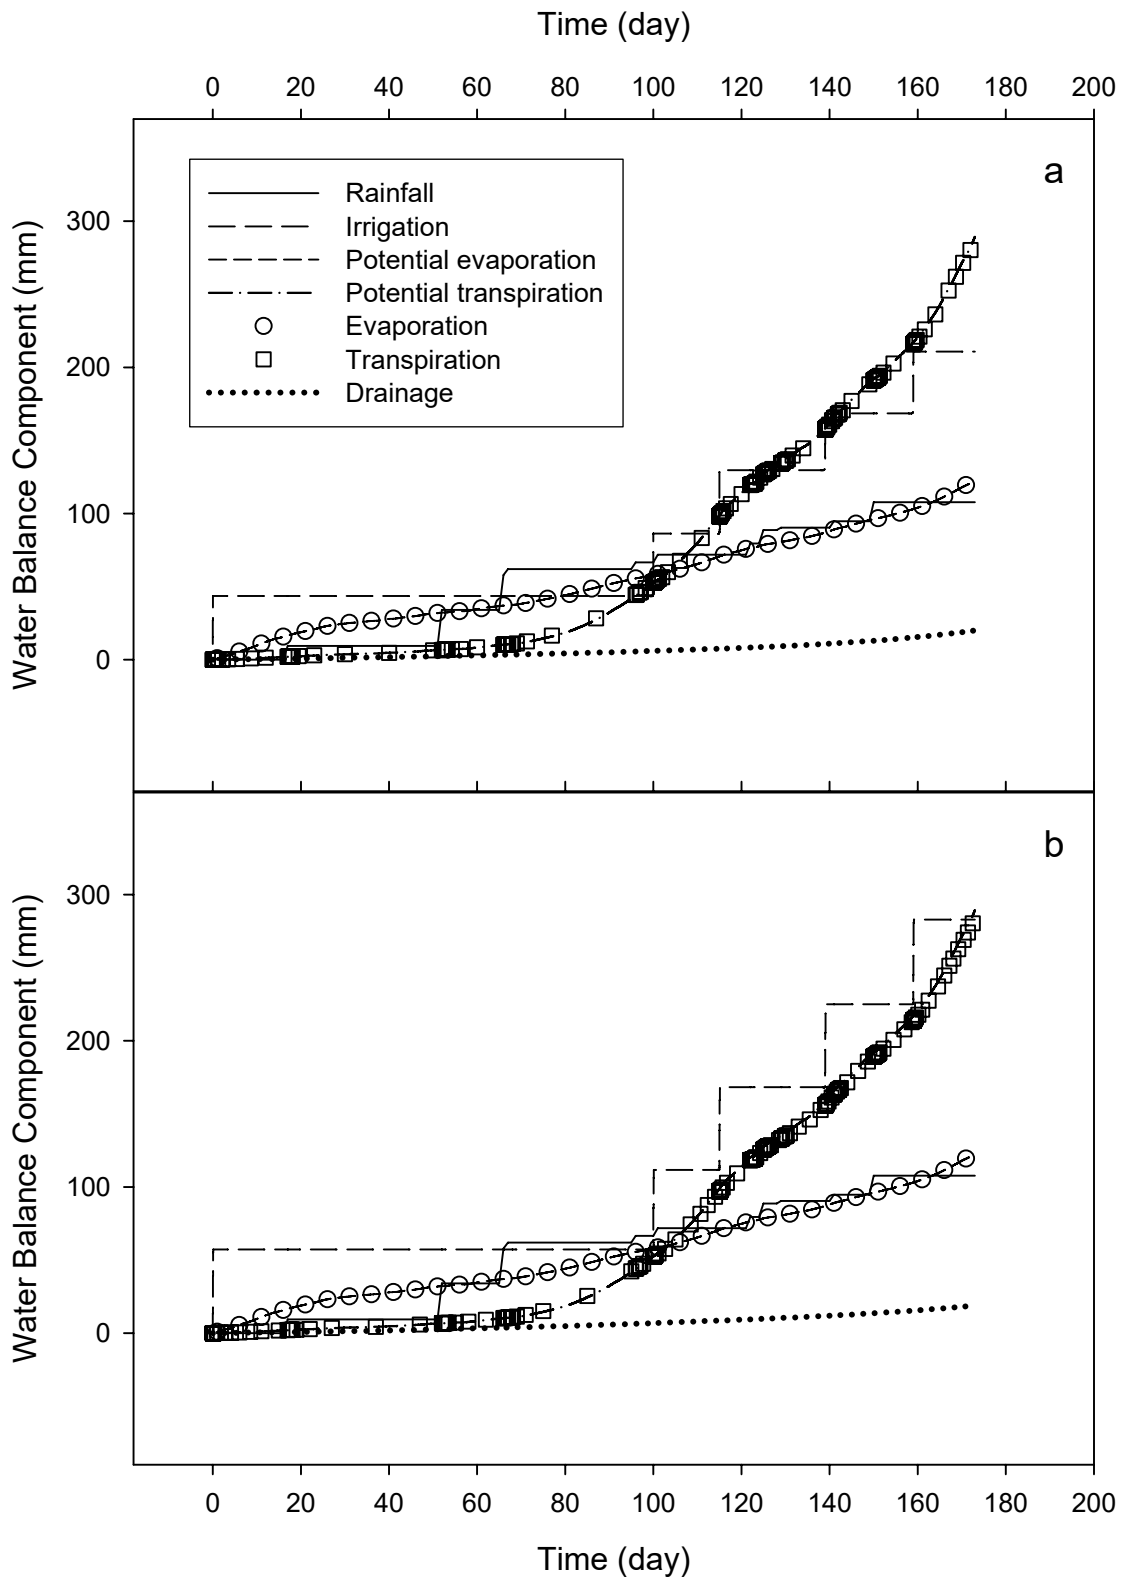 Time (day)
0 20 40 60 80 100 120 140 160 180 200
a
Rainfall
Irrigation
Potential evaporation
Potential transpiration
Evaporation
Transpiration
Drainage
Water Balance Component (mm)
300
200
100
0
b
Water Balance Component (mm)
300
200
100
0
0 20 40 60 80 100 120 140 160 180 200
Time (day)